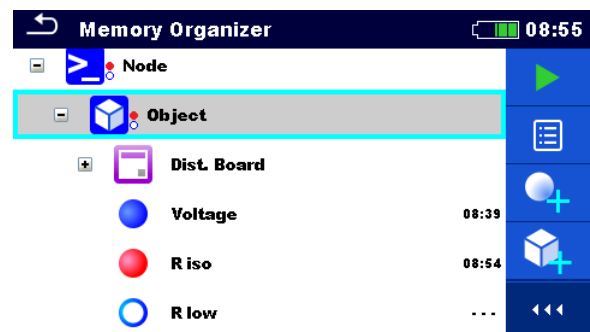 Memory Organizer 08:55
Node
Object
Dist. Board
Voltage 08:39
R iso 08:54
R low ---